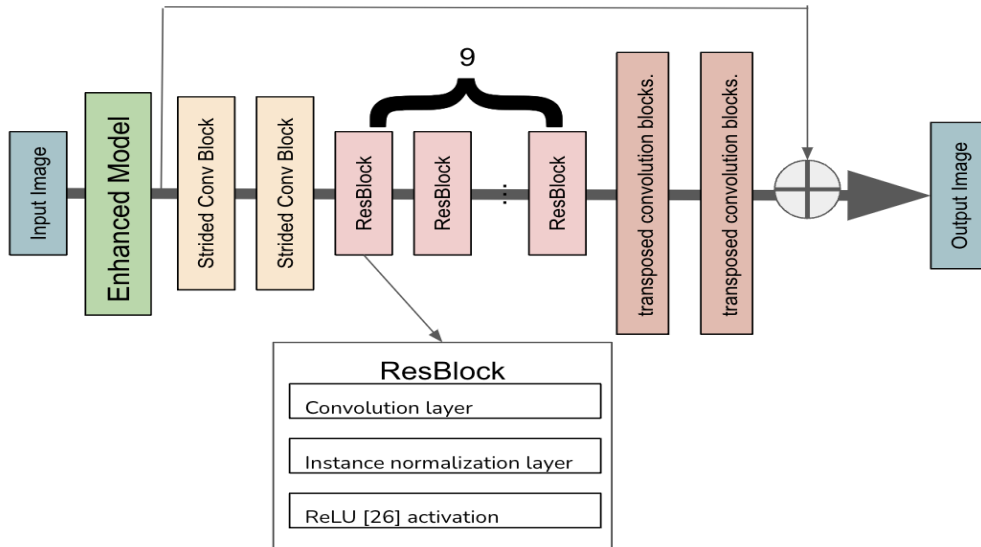 9
Input Image
Enhanced Model
Strided Conv Block
Strided Conv Block
ResBlock
ResBlock
...
ResBlock
transposed convolution blocks.
transposed convolution blocks.
Output Image
ResBlock
Convolution layer
Instance normalization layer
ReLU [26] activation